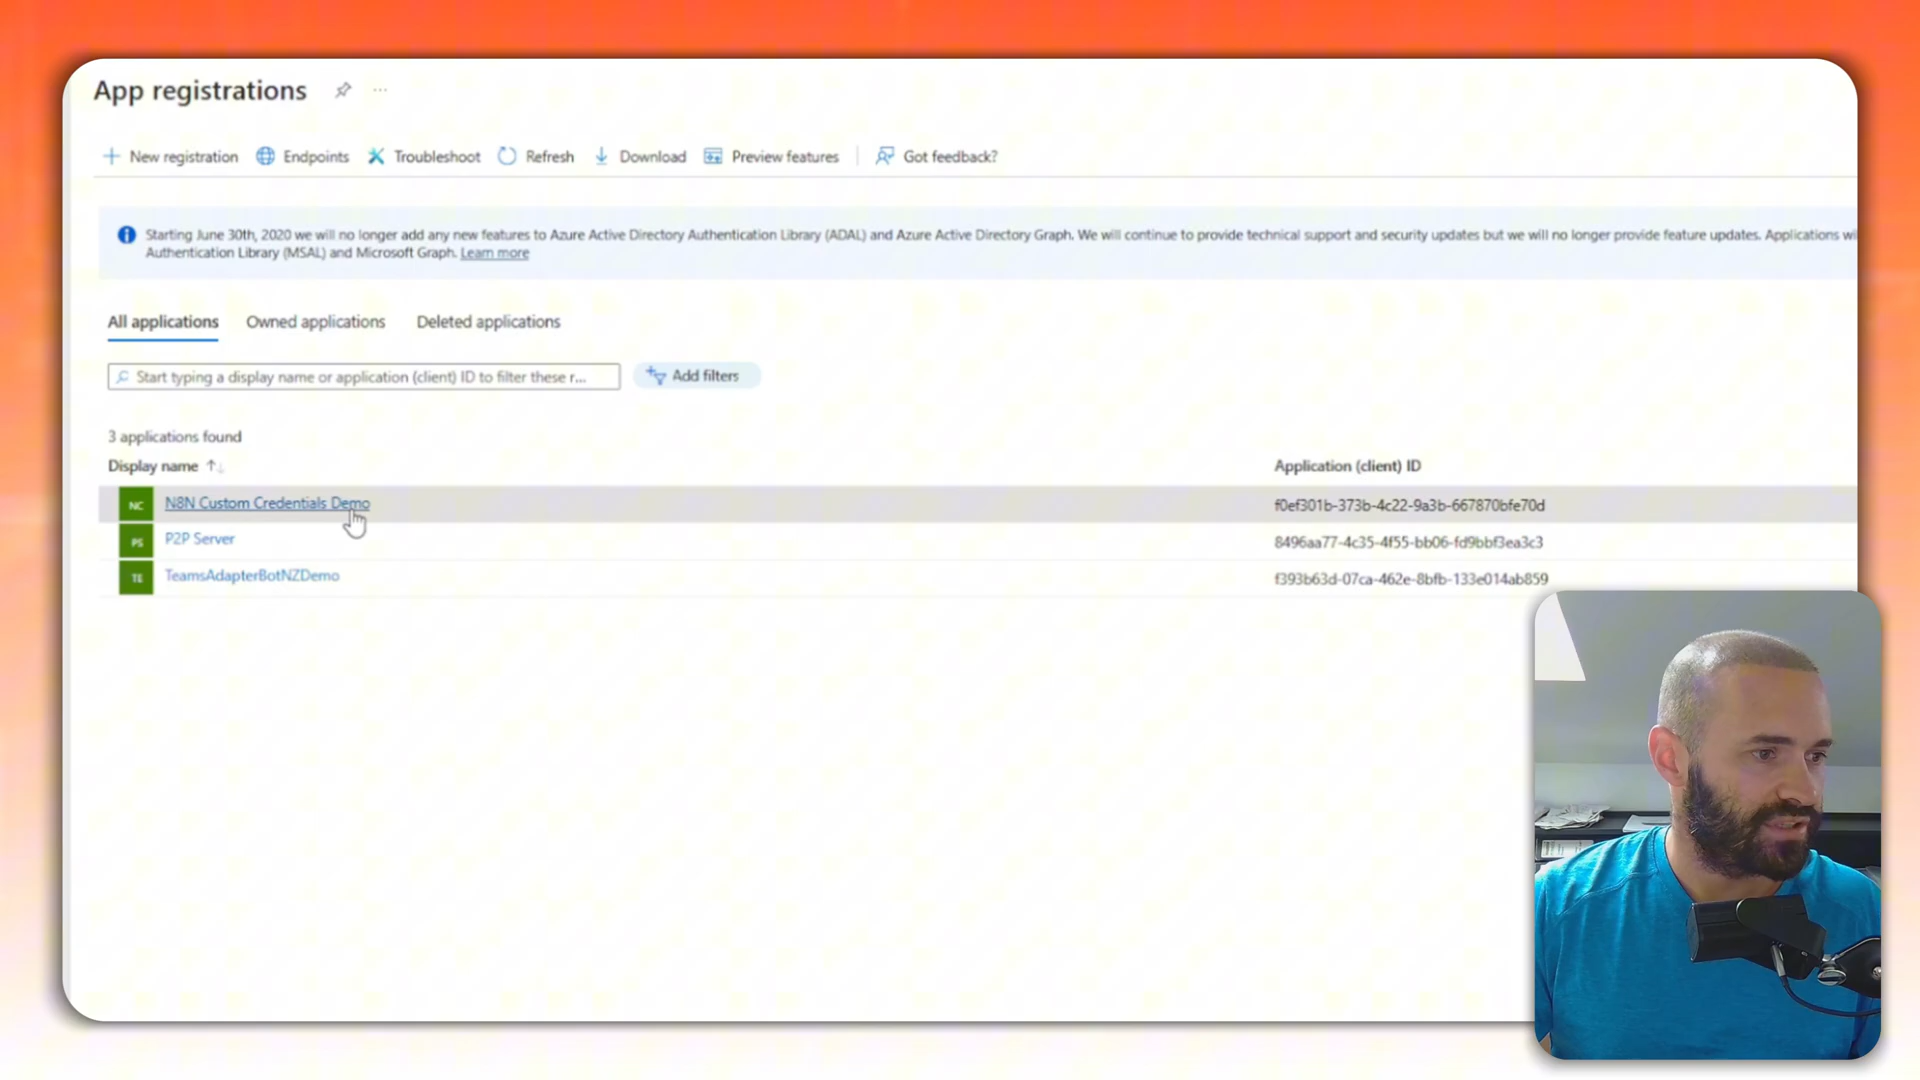 App registrations
New registration Endpoints Troubleshoot Refresh Download Preview features Got feedback?
Starting June 30th, 2020 we will no longer add any new features to Azure Active Directory Authentication Library (ADAL) and Azure Active Directory Graph. We will continue to provide technical support and security updates but we will no longer provide feature updates. Applications wi
Authentication Library (MSAL) and Microsoft Graph. Learn more
All applications Owned applications Deleted applications
Start typing a display name or application (client) ID to filter these r... Add filters
3 applications found
Display name Application (client) ID
NC N8N Custom Credentials Demo f0ef301b-373b-4c22-9a3b-667870bfe70d
PS P2P Server 8496aa77-4c35-4f55-bb06-fd9bbf3ea3c3
TE TeamsAdapterBotNZDemo f393b63d-07ca-462e-8bfb-133e014ab859